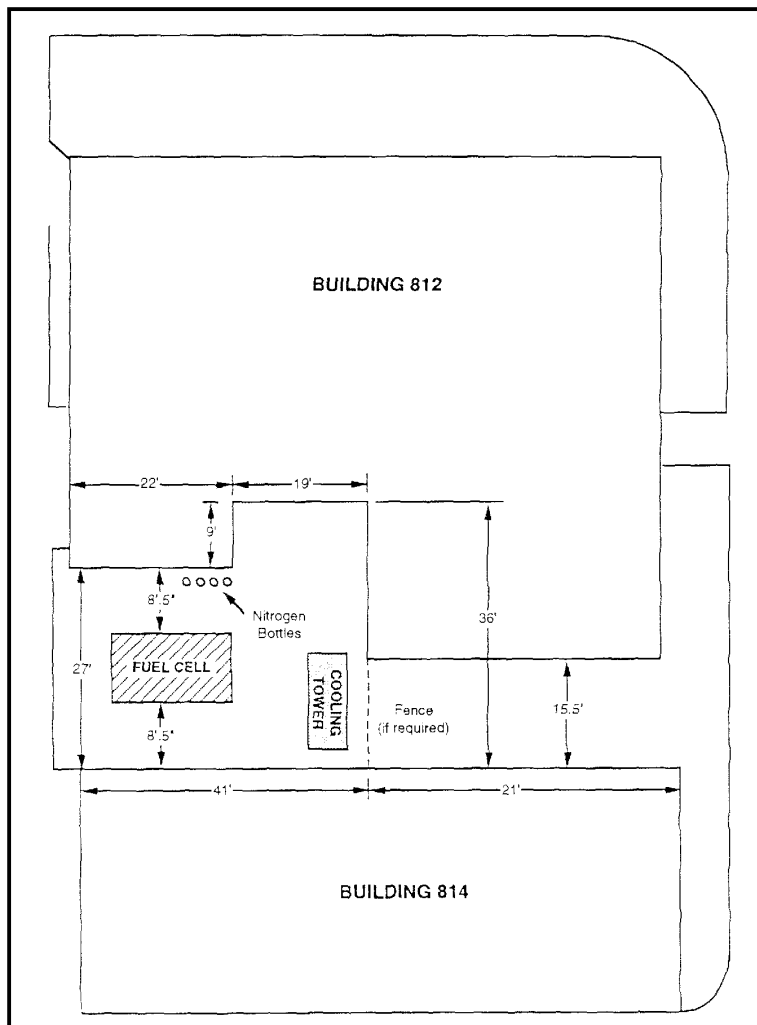 BUILDING 812
22'
19'
9'
8'.5"
Nitrogen
Bottles
36'
27'
FUEL CELL
COOLING
TOWER
Fence
(if required)
15.5'
8'.5"
41'
21'
BUILDING 814